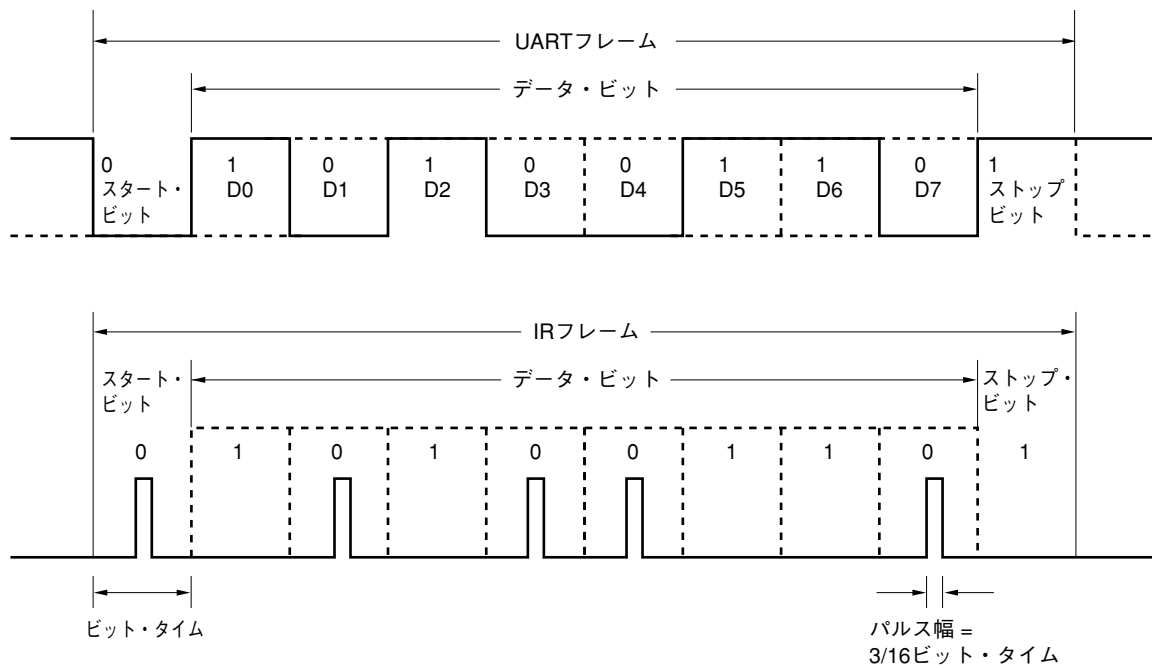 UARTフレーム
データ・ビット
0 1 0 1 0 0 1 1 0 1
スタート・ビット D0 D1 D2 D3 D4 D5 D6 D7 ストップビット
IRフレーム
スタート・ビット
データ・ビット
ストップ・ビット
0 1 0 1 0 0 1 1 0 1
ビット・タイム
パルス幅 =
3/16ビット・タイム